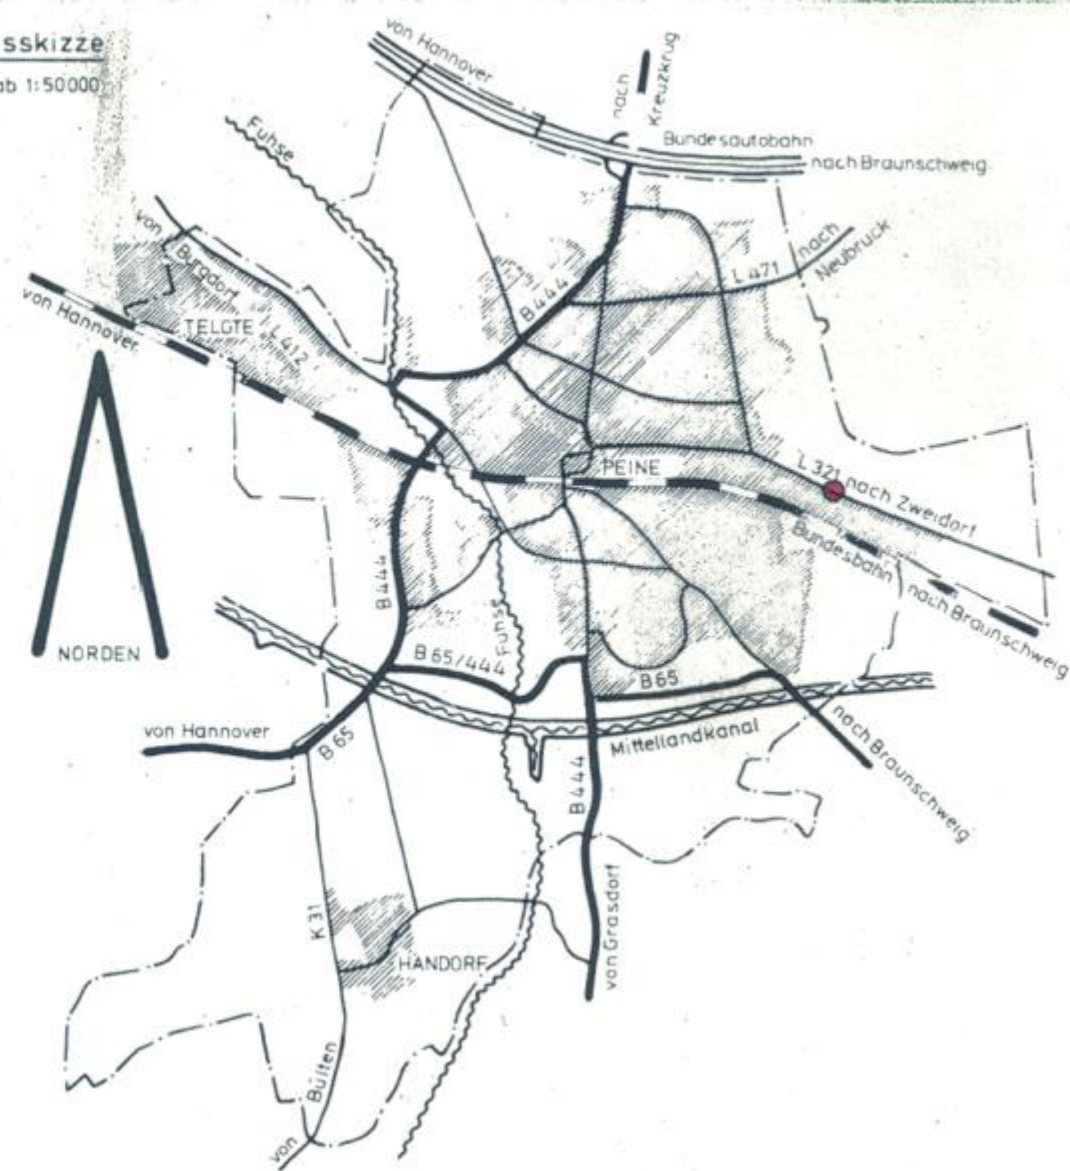 sskizze
ab 1:50000
von Hannover
nach
Kreuzkrug
Bundesautobahn
nach Braunschweig
Fuhse
von
Burgdorf
nach
Neubrück
L 471
von Hannover
TELGTE
L 412
B 444
PEINE
L 321 nach Zweidorf
Bundesbahn
nach Braunschweig
B 444
Fuhse
NORDEN
B 65/444
B 65
von Hannover
B 65
Mittellandkanal
nach Braunschweig
B 444
K 31
HANDORF
von Grasdorf
Bülten
von